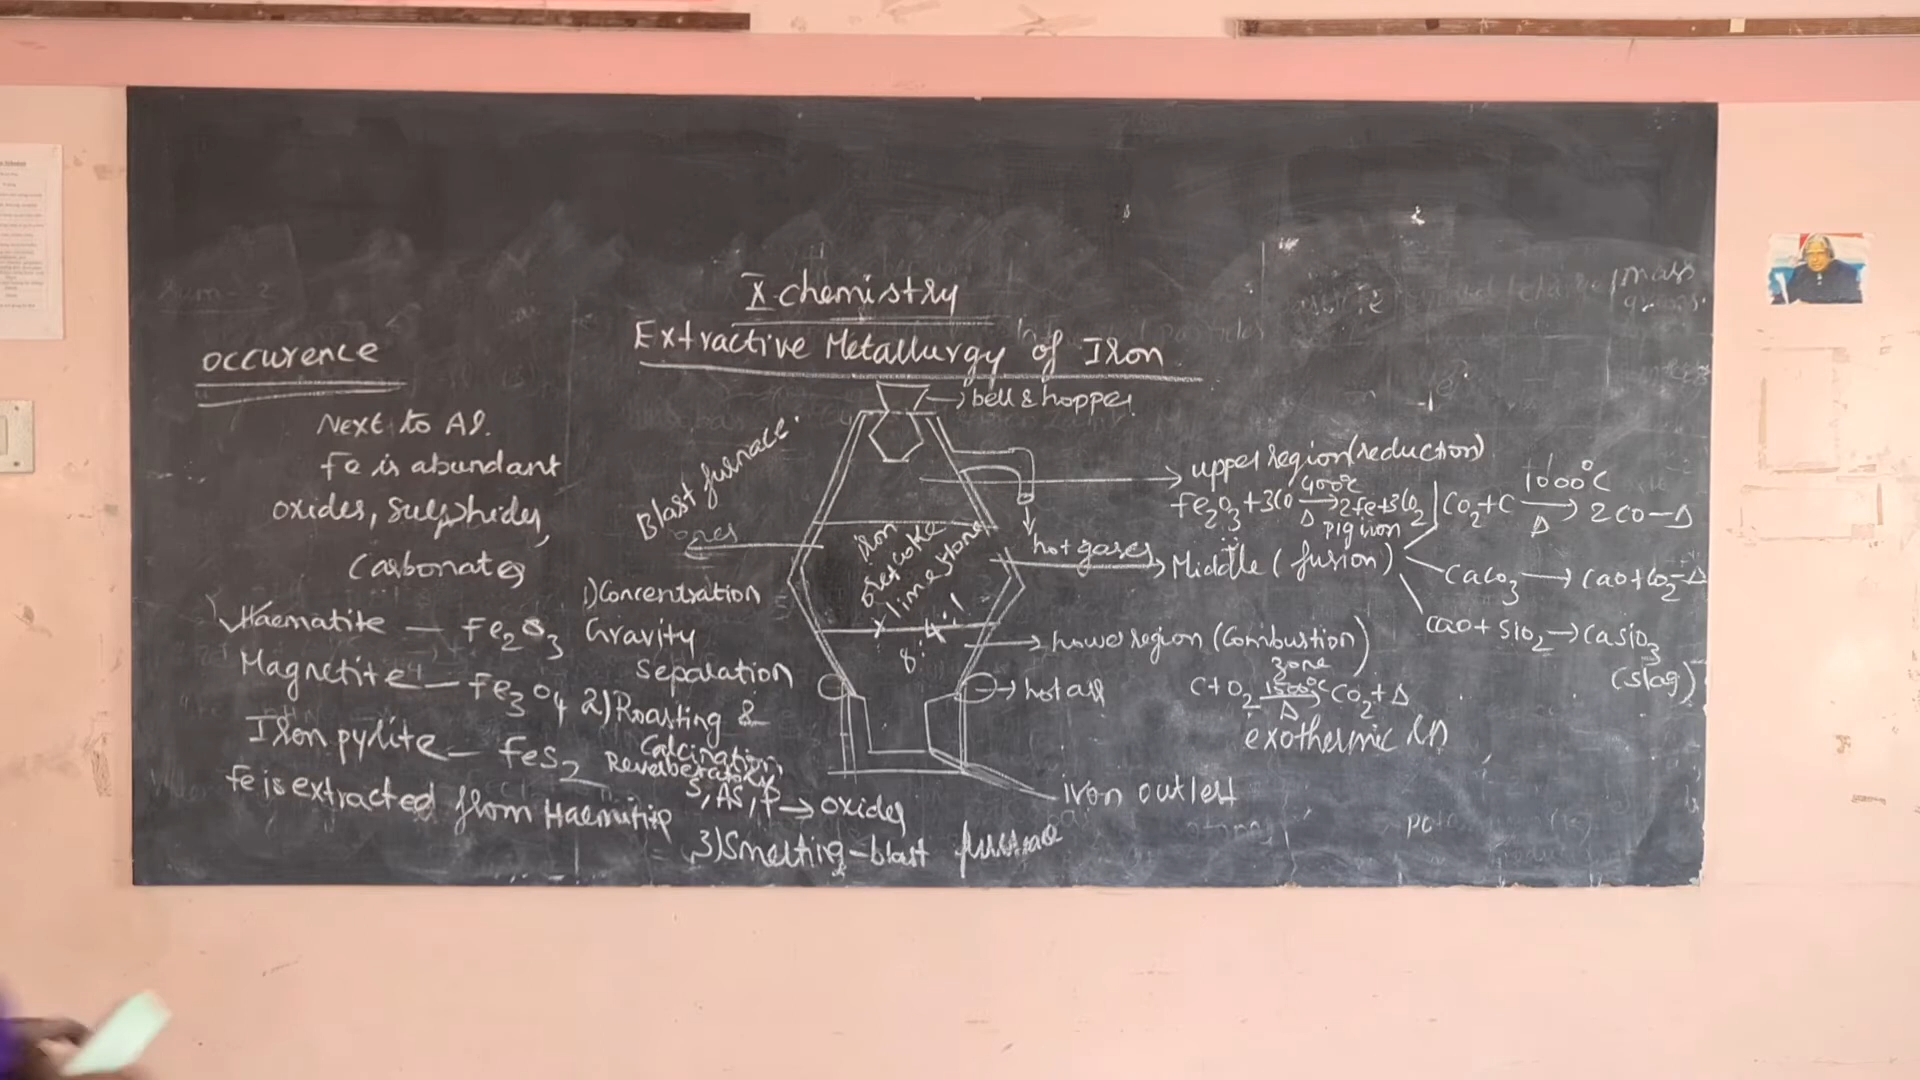 X-chemistry
Extractive Metallurgy of Iron
occurence
Next to Al.
Fe is abundant
oxides, sulphides,
Carbonates
Haematite — Fe2O3
Magnetite — Fe3O4
Iron pyrite — FeS2
Fe is extracted from Haematite
1) Concentration
Gravity
separation
2) Roasting &
Calcination
Reverberatory
S, AS, P → oxides
3) Smelting - blast furnace
Blast furnace.
→ bell & hopper
iron
ore coke
limestone
8:4:1
hot gases
→ hot air
iron outlet
→ upper region (reduction)
Fe2O3 + 3CO 400°c → Δ 2Fe + 3CO2
pig iron
→ Middle (fusion)
CO2 + C 1000°C → Δ 2CO - Δ
CaCO3 → CaO + CO2 - Δ
CaO + SiO2 → CaSiO3
(slag)
→ lower region (Combustion)
zone
C + O2 1500°C Δ CO2 + Δ
exothermic
mass